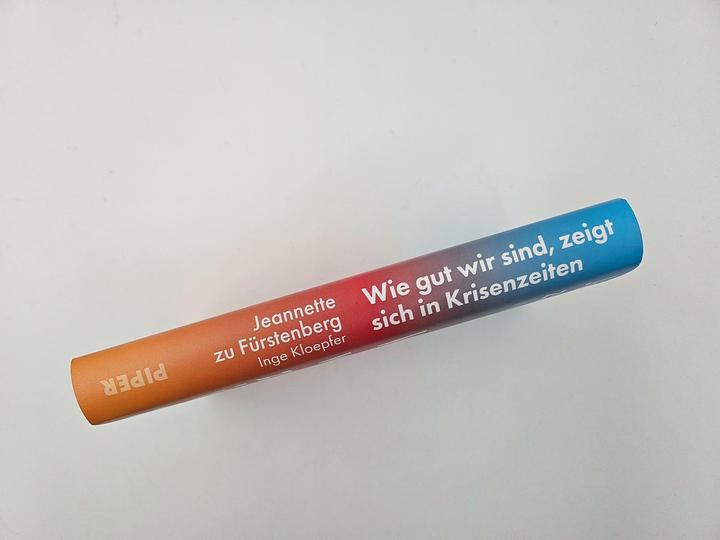 Jeannette
zu Fürstenberg
Inge Kloepfer
Wie gut wir sind, zeigt
sich in Krisenzeiten
PIPER